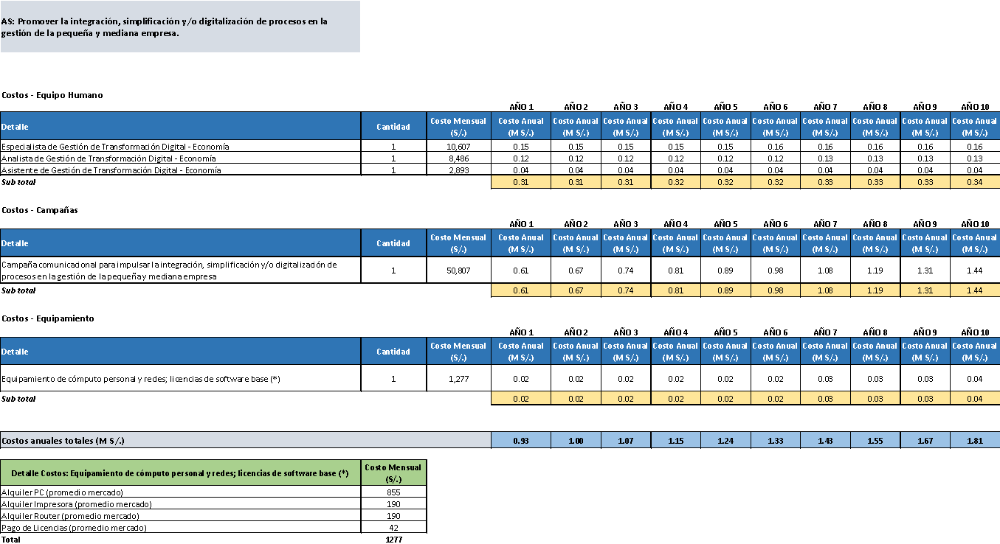 AS: Promover la integración, simplificación y/o digitalización de procesos en la
gestión de la pequeña y mediana empresa.
Costos - Equipo Humano
AÑO 1 AÑO 2 AÑO 3 AÑO 4 AÑO 5 AÑO 6 AÑO 7 AÑO 8 AÑO 9 AÑO 10
Detalle Cantidad Costo Mensual Costo Anual Costo Anual Costo Anual Costo Anual Costo Anual Costo Anual Costo Anual Costo Anual Costo Anual Costo Anual
(S/.) (M S/.) (M S/.) (M S/.) (M S/.) (M S/.) (M S/.) (M S/.) (M S/.) (M S/.) (M S/.)
Especialista de Gestión de Transformación Digital - Economía 1 10,607 0.15 0.15 0.15 0.15 0.15 0.16 0.16 0.16 0.16 0.16
Analista de Gestión de Transformación Digital - Economía 1 8,486 0.12 0.12 0.12 0.12 0.12 0.12 0.13 0.13 0.13 0.13
Asistente de Gestión de Transformación Digital - Economía 1 2,893 0.04 0.04 0.04 0.04 0.04 0.04 0.04 0.04 0.04 0.04
Sub total 0.31 0.31 0.31 0.32 0.32 0.32 0.33 0.33 0.33 0.34
Costos - Campañas
AÑO 1 AÑO 2 AÑO 3 AÑO 4 AÑO 5 AÑO 6 AÑO 7 AÑO 8 AÑO 9 AÑO 10
Detalle Cantidad Costo Mensual Costo Anual Costo Anual Costo Anual Costo Anual Costo Anual Costo Anual Costo Anual Costo Anual Costo Anual Costo Anual
(S/.) (M S/.) (M S/.) (M S/.) (M S/.) (M S/.) (M S/.) (M S/.) (M S/.) (M S/.) (M S/.)
Campaña comunicacional para impulsar la integración, simplificación y/o digitalización de
procesos en la gestión de la pequeña y mediana empresa 1 50,807 0.61 0.67 0.74 0.81 0.89 0.98 1.08 1.19 1.31 1.44
Sub total 0.61 0.67 0.74 0.81 0.89 0.98 1.08 1.19 1.31 1.44
Costos - Equipamiento
AÑO 1 AÑO 2 AÑO 3 AÑO 4 AÑO 5 AÑO 6 AÑO 7 AÑO 8 AÑO 9 AÑO 10
Detalle Cantidad Costo Mensual Costo Anual Costo Anual Costo Anual Costo Anual Costo Anual Costo Anual Costo Anual Costo Anual Costo Anual Costo Anual
(S/.) (M S/.) (M S/.) (M S/.) (M S/.) (M S/.) (M S/.) (M S/.) (M S/.) (M S/.) (M S/.)
Equipamiento de cómputo personal y redes; licencias de software base (*) 1 1,277 0.02 0.02 0.02 0.02 0.02 0.02 0.03 0.03 0.03 0.04
Sub total 0.02 0.02 0.02 0.02 0.02 0.02 0.03 0.03 0.03 0.04
Costos anuales totales (M S/.) 0.93 1.00 1.07 1.15 1.24 1.33 1.43 1.55 1.67 1.81
Detalle Costos: Equipamiento de cómputo personal y redes; licencias de software base (*) Costo Mensual
(S/.)
Alquiler PC (promedio mercado) 855
Alquiler Impresora (promedio mercado) 190
Alquiler Router (promedio mercado) 190
Pago de Licencias (promedio mercado) 42
Total 1277